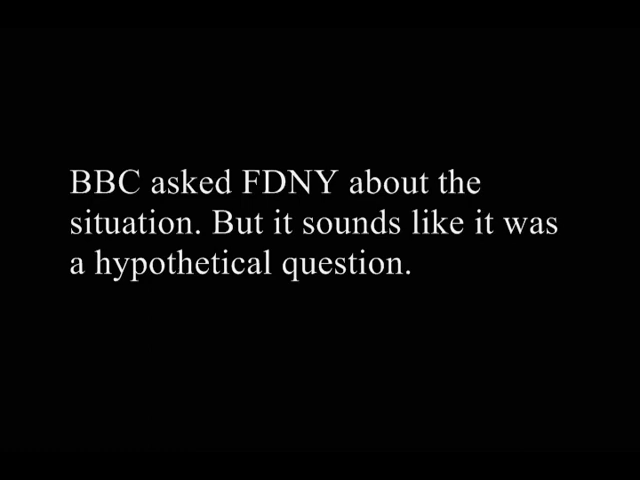 BBC asked FDNY about the
situation. But it sounds like it was
a hypothetical question.